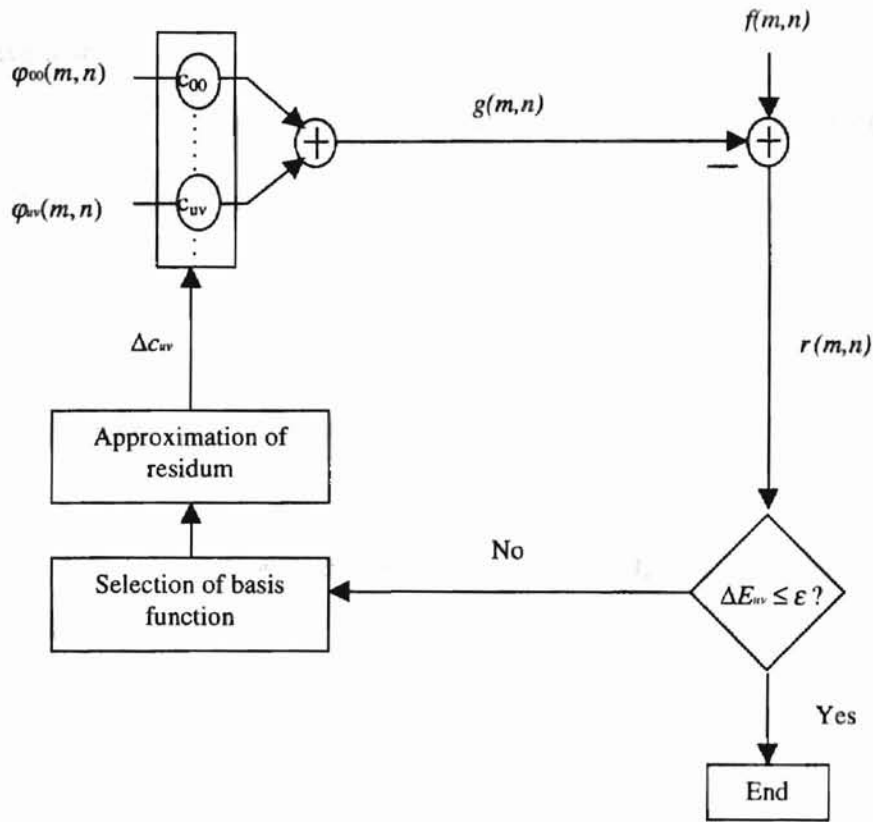 f(m,n)
φ00(m,n)
c00
g(m,n)
+
+
−
φuv(m,n)
cuv
Δcuv
r(m,n)
Approximation of
residum
No
Selection of basis
function
ΔEuv ≤ ε ?
Yes
End